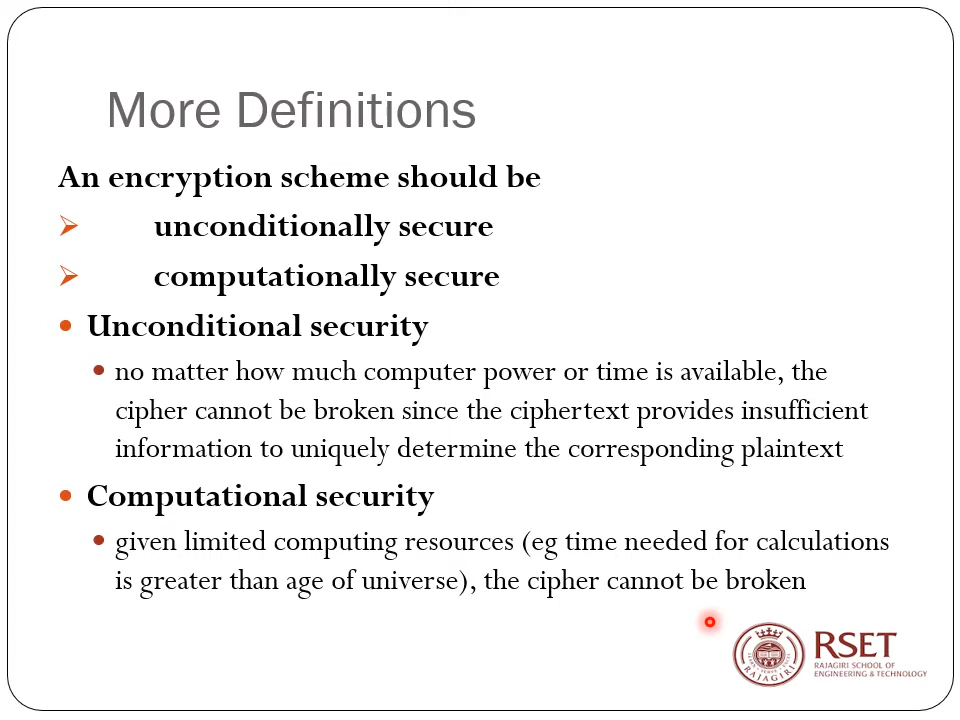 More Definitions
An encryption scheme should be
unconditionally secure
computationally secure
Unconditional security
no matter how much computer power or time is available, the
cipher cannot be broken since the ciphertext provides insufficient
information to uniquely determine the corresponding plaintext
Computational security
given limited computing resources (eg time needed for calculations
is greater than age of universe), the cipher cannot be broken
RSET
RAJAGIRI SCHOOL OF
ENGINEERING & TECHNOLOGY
RAJAGIRI